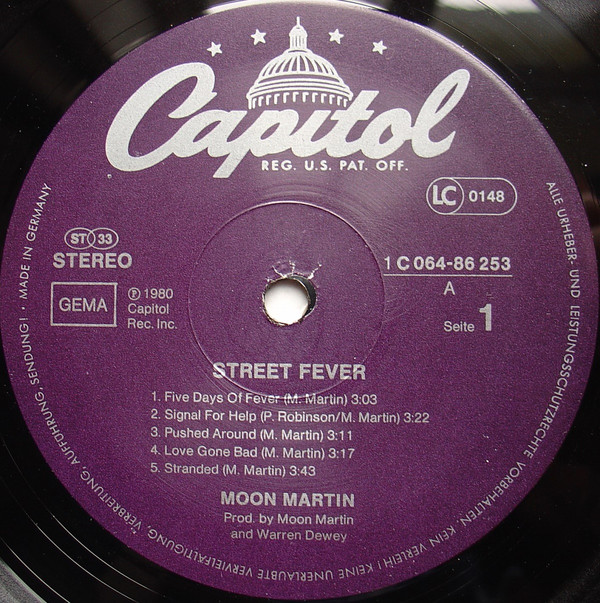 Capitol
REG. U.S. PAT. OFF.
LC 0148
ST 33
STEREO
GEMA
℗ 1980
Capitol
Rec. Inc.
1 C 064-86 253
A
Seite 1
STREET FEVER
1. Five Days Of Fever (M. Martin) 3:03
2. Signal For Help (P. Robinson/M. Martin) 3:22
3. Pushed Around (M. Martin) 3:11
4. Love Gone Bad (M. Martin) 3:17
5. Stranded (M. Martin) 3:43
MOON MARTIN
Prod. by Moon Martin
and Warren Dewey
ALLE URHEBER- UND LEISTUNGSSCHUTZRECHTE VORBEHALTEN. KEIN VERLEIH! KEINE UNERLAUBTE VERVIELFÄLTIGUNG, VERBREITUNG, AUFFÜHRUNG, SENDUNG! · MADE IN GERMANY